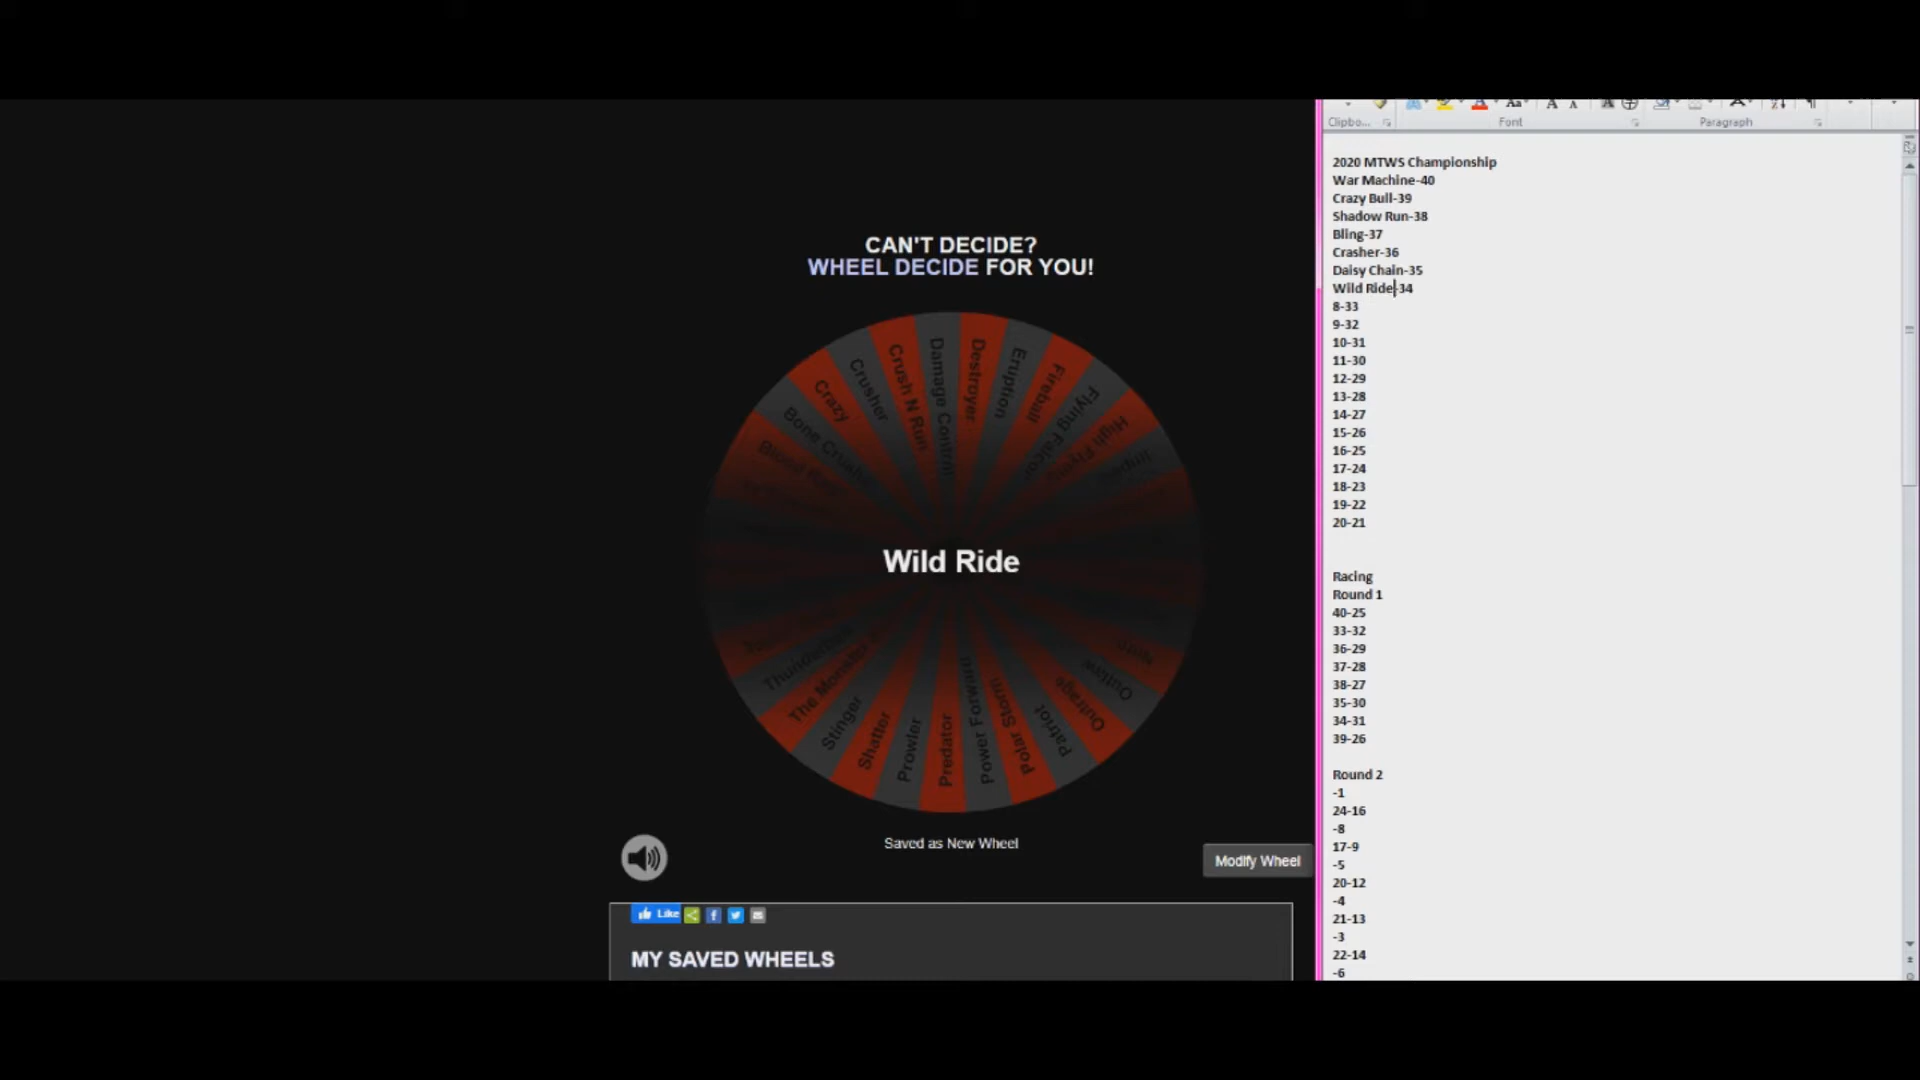 CAN'T DECIDE?
WHEEL DECIDE FOR YOU!
Crazy
Crusher
Crush N Run
Damage Control
Destroyer
Eruption
Fireball
Flying Falcon
Bone Crusher
Wild Ride
Thunder
The Monster
Stinger
Shatter
Prowler
Predator
Power Forward
Polar Storm
Patriot
Outrage
Outlaw
Saved as New Wheel
Modify Wheel
Like
MY SAVED WHEELS
Clipbo...
Font
Paragraph
2020 MTWS Championship
War Machine-40
Crazy Bull-39
Shadow Run-38
Bling-37
Crasher-36
Daisy Chain-35
Wild Ride-34
8-33
9-32
10-31
11-30
12-29
13-28
14-27
15-26
16-25
17-24
18-23
19-22
20-21
Racing
Round 1
40-25
33-32
36-29
37-28
38-27
35-30
34-31
39-26
Round 2
-1
24-16
-8
17-9
-5
20-12
-4
21-13
-3
22-14
-6